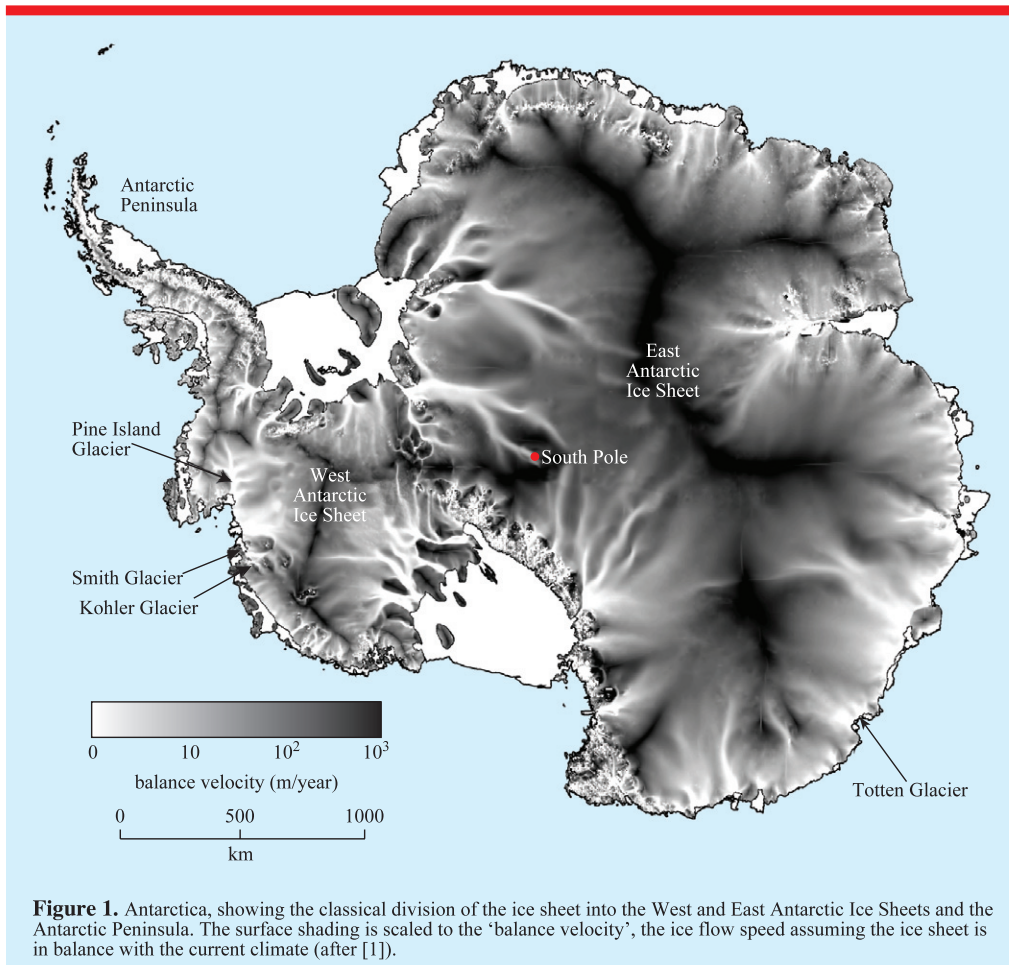 Antarctic
Peninsula
East
Antarctic
Ice Sheet
Pine Island
Glacier
South Pole
West
Antarctic
Ice Sheet
Smith Glacier
Kohler Glacier
0 10 10² 10³
balance velocity (m/year)
Totten Glacier
0 500 1000
km
Figure 1. Antarctica, showing the classical division of the ice sheet into the West and East Antarctic Ice Sheets and the
Antarctic Peninsula. The surface shading is scaled to the ‘balance velocity’, the ice flow speed assuming the ice sheet is
in balance with the current climate (after [1]).